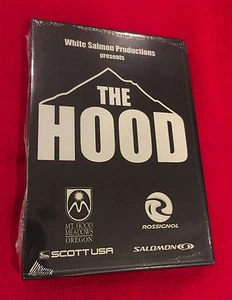 White Salmon Productions
presents
THE
HOOD
MT. HOOD
MEADOWS
OREGON
ROSSIGNOL
SCOTT USA
SALOMON